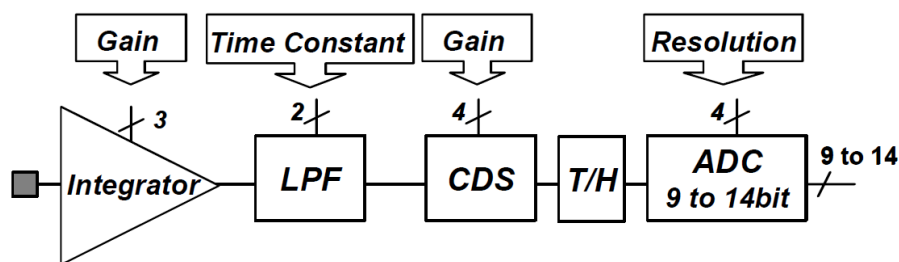 Gain
Time Constant
Gain
Resolution
3
2
4
4
Integrator
LPF
CDS
T/H
ADC
9 to 14bit
9 to 14